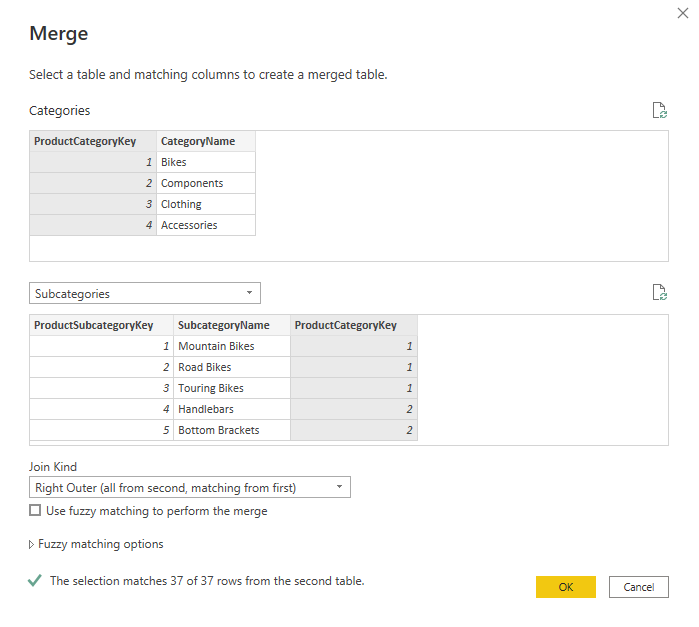 Merge
Select a table and matching columns to create a merged table.
Categories
ProductCategoryKey CategoryName
1 Bikes
2 Components
3 Clothing
4 Accessories
Subcategories
ProductSubcategoryKey SubcategoryName ProductCategoryKey
1 Mountain Bikes 1
2 Road Bikes 1
3 Touring Bikes 1
4 Handlebars 2
5 Bottom Brackets 2
Join Kind
Right Outer (all from second, matching from first)
Use fuzzy matching to perform the merge
Fuzzy matching options
The selection matches 37 of 37 rows from the second table.
OK Cancel